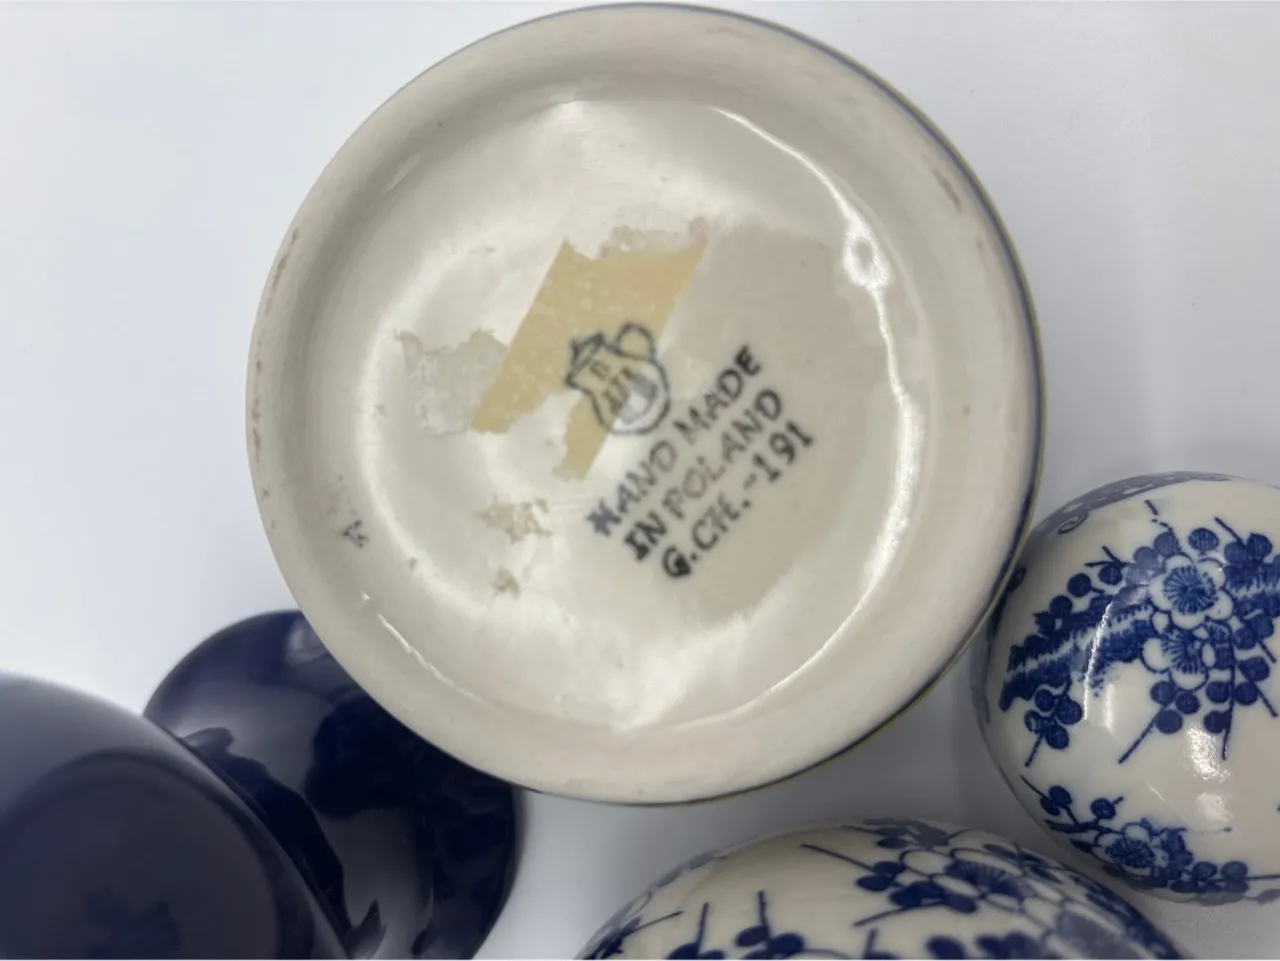 HAND MADE
IN POLAND
G.CH.-191